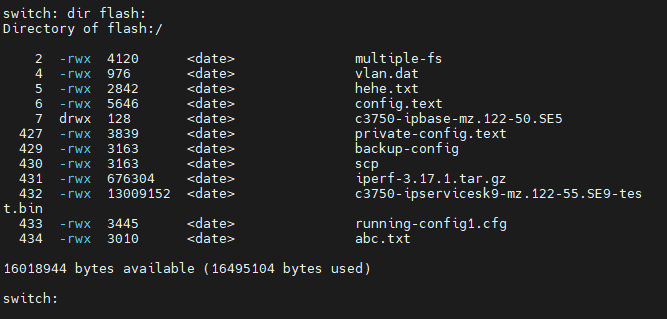 switch: dir flash:
Directory of flash:/
2 -rwx 4120 <date> multiple-fs
4 -rwx 976 <date> vlan.dat
5 -rwx 2842 <date> hehe.txt
6 -rwx 5646 <date> config.text
7 drwx 128 <date> c3750-ipbase-mz.122-50.SE5
427 -rwx 3839 <date> private-config.text
429 -rwx 3163 <date> backup-config
430 -rwx 3163 <date> scp
431 -rwx 676304 <date> iperf-3.17.1.tar.gz
432 -rwx 13009152 <date> c3750-ipservicesk9-mz.122-55.SE9-tes
t.bin
433 -rwx 3445 <date> running-config1.cfg
434 -rwx 3010 <date> abc.txt
16018944 bytes available (16495104 bytes used)
switch: